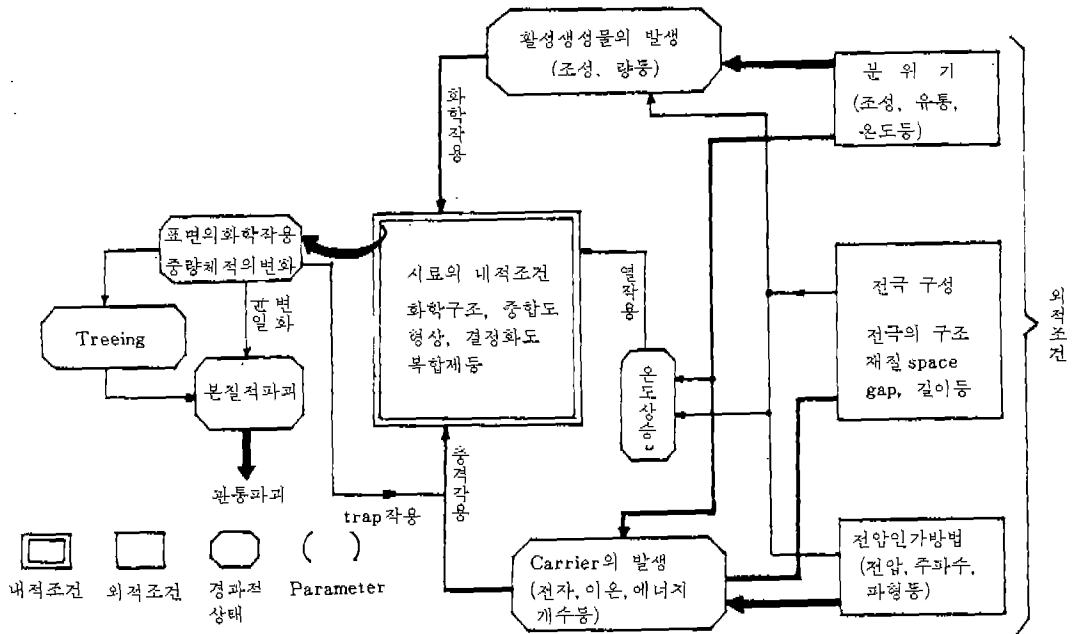 활성생성물의 발생
(조성, 량등)
분 위 기
(조성, 유통,
온도등)
화학작용
표면의화학작용
중량체적의변화
시료의 내적조건
화학구조, 중합도
형상, 결정화도
복합재등
열작용
전극 구성
전극의 구조
재질 space
gap, 길이등
외적조건
Treeing
균일
변화
본질적파괴
온도상승
관통파괴
trap작용
충격작용
Carrier의 발생
(전자, 이온, 에너지
개수등)
전압인가방법
(전압, 주파수,
파형등)
내적조건
외적조건
경과적
상태
( )
Parameter